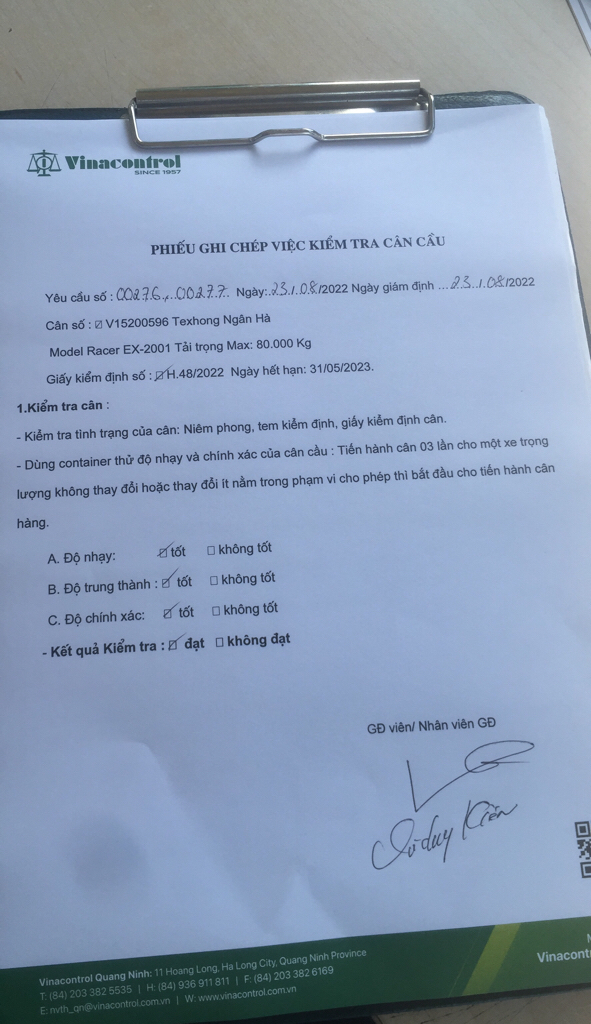 Vinacontrol
SINCE 1957
PHIẾU GHI CHÉP VIỆC KIỂM TRA CÂN CẦU
Yêu cầu số : 00276, 00277. Ngày:.23./.08/2022 Ngày giám định ...23../.08/2022
Cân số : ☑ V15200596 Texhong Ngân Hà
Model Racer EX-2001 Tải trọng Max: 80.000 Kg
Giấy kiểm định số : ☑H.48/2022 Ngày hết hạn: 31/05/2023.
1.Kiểm tra cân :
- Kiểm tra tình trạng của cân: Niêm phong, tem kiểm định, giấy kiểm định cân.
- Dùng container thử độ nhạy và chính xác của cân cầu : Tiến hành cân 03 lần cho một xe trọng
lượng không thay đổi hoặc thay đổi ít nằm trong phạm vi cho phép thì bắt đầu cho tiến hành cân
hàng.
A. Độ nhạy: ☑ tốt ☐ không tốt
B. Độ trung thành : ☑ tốt ☐ không tốt
C. Độ chính xác: ☑ tốt ☐ không tốt
- Kết quả Kiểm tra : ☑ đạt ☐ không đạt
GĐ viên/ Nhân viên GĐ
Duy Kiên
Vinacontrol Quang Ninh: 11 Hoang Long, Ha Long City, Quang Ninh Province
T: (84) 203 382 5535 | H: (84) 936 911 811 | F: (84) 203 382 6169
E: nvth_qn@vinacontrol.com.vn | W: www.vinacontrol.com.vn